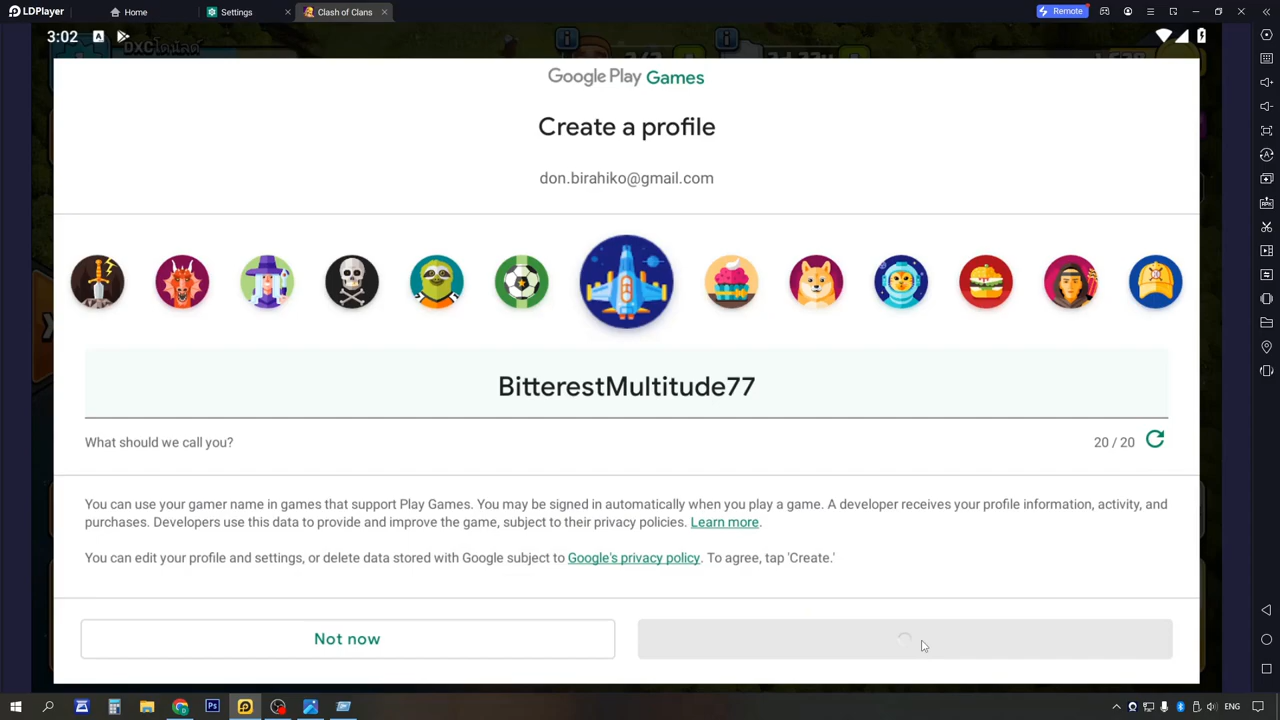 LDPlayer
Home
Settings
Clash of Clans
Remote
3:02
Google Play Games
Create a profile
don.birahiko@gmail.com
BitterestMultitude77
What should we call you?
20 / 20
You can use your gamer name in games that support Play Games. You may be signed in automatically when you play a game. A developer receives your profile information, activity, and
purchases. Developers use this data to provide and improve the game, subject to their privacy policies. Learn more.
You can edit your profile and settings, or delete data stored with Google subject to Google's privacy policy. To agree, tap 'Create.'
Not now
ENG